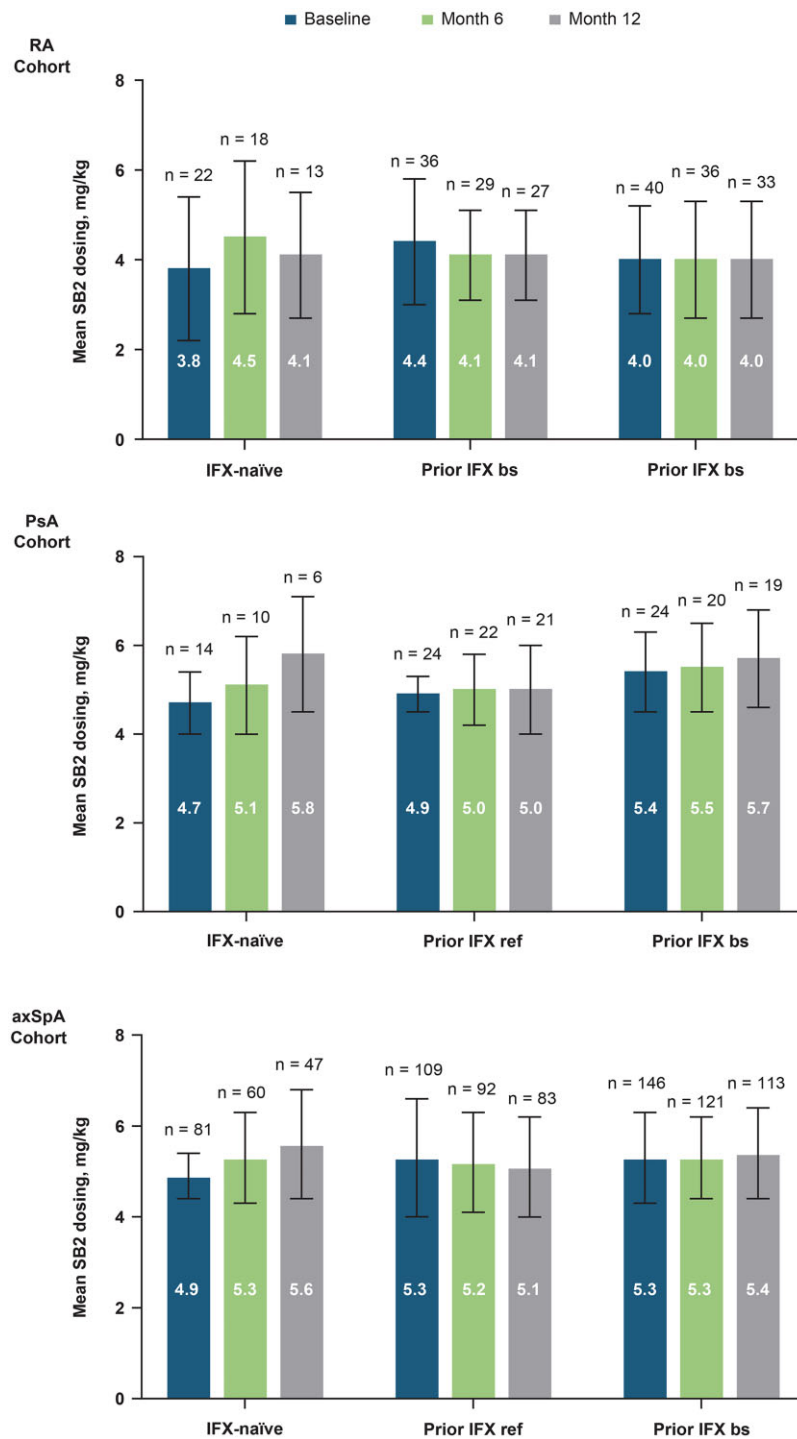 Baseline Month 6 Month 12
RA
Cohort
Mean SB2 dosing, mg/kg
8
6
4
2
0
n = 22 n = 18 n = 13 n = 36 n = 29 n = 27 n = 40 n = 36 n = 33
3.8 4.5 4.1 4.4 4.1 4.1 4.0 4.0 4.0
IFX-naïve Prior IFX bs Prior IFX bs
PsA
Cohort
Mean SB2 dosing, mg/kg
8
6
4
2
0
n = 14 n = 10 n = 6 n = 24 n = 22 n = 21 n = 24 n = 20 n = 19
4.7 5.1 5.8 4.9 5.0 5.0 5.4 5.5 5.7
IFX-naïve Prior IFX ref Prior IFX bs
axSpA
Cohort
Mean SB2 dosing, mg/kg
8
6
4
2
0
n = 81 n = 60 n = 47 n = 109 n = 92 n = 83 n = 146 n = 121 n = 113
4.9 5.3 5.6 5.3 5.2 5.1 5.3 5.3 5.4
IFX-naïve Prior IFX ref Prior IFX bs